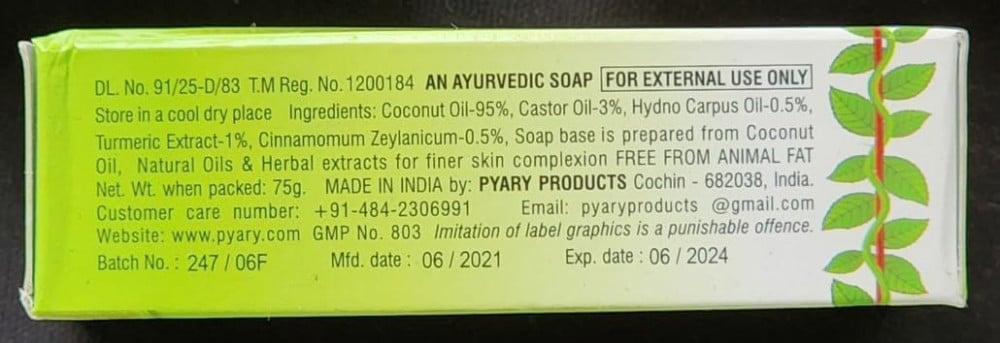 DL. No. 91/25-D/83 T.M Reg. No.1200184 AN AYURVEDIC SOAP FOR EXTERNAL USE ONLY
Store in a cool dry place Ingredients: Coconut Oil-95%, Castor Oil-3%, Hydno Carpus Oil-0.5%,
Turmeric Extract-1%, Cinnamomum Zeylanicum-0.5%, Soap base is prepared from Coconut
Oil, Natural Oils & Herbal extracts for finer skin complexion FREE FROM ANIMAL FAT
Net. Wt. when packed: 75g. MADE IN INDIA by: PYARY PRODUCTS Cochin - 682038, India.
Customer care number: +91-484-2306991 Email: pyaryproducts @gmail.com
Website: www.pyary.com GMP No. 803 Imitation of label graphics is a punishable offence.
Batch No. : 247 / 06F Mfd. date : 06 / 2021 Exp. date : 06 / 2024